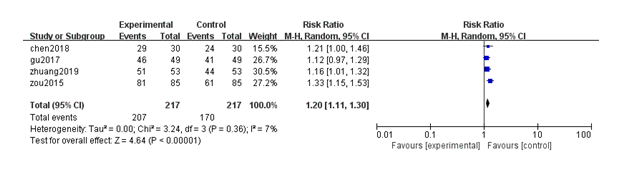 Experimental Control Risk Ratio Risk Ratio
Study or Subgroup Events Total Events Total Weight M-H, Random, 95% CI M-H, Random, 95% CI
chen2018 29 30 24 30 15.5% 1.21 [1.00, 1.46]
gu2017 46 49 41 49 26.7% 1.12 [0.97, 1.29]
zhuang2019 51 53 44 53 30.5% 1.16 [1.01, 1.32]
zou2015 81 85 61 85 27.3% 1.33 [1.15, 1.53]
Total (95% CI) 217 217 100.0% 1.20 [1.11, 1.30]
Total events 207 170
Heterogeneity: Tau² = 0.00; Chi² = 3.24, df = 3 (P = 0.36); I² = 7%
Test for overall effect: Z = 4.64 (P < 0.00001)
0.01 0.1 1 10 100
Favours [experimental] Favours [control]